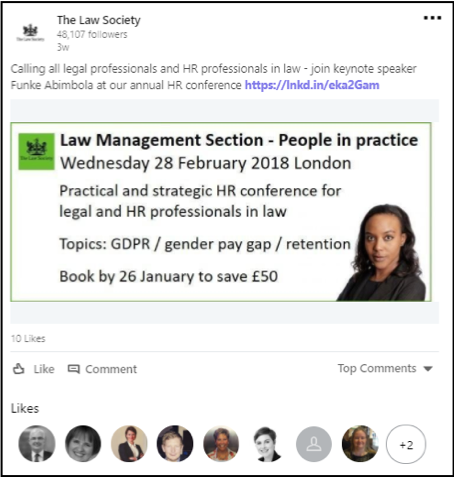 The Law Society
48,107 followers
3w
Calling all legal professionals and HR professionals in law - join keynote speaker
Funke Abimbola at our annual HR conference https://lnkd.in/eka2Gam
The Law Society
Law Management Section - People in practice
Wednesday 28 February 2018 London
Practical and strategic HR conference for
legal and HR professionals in law
Topics: GDPR / gender pay gap / retention
Book by 26 January to save £50
10 Likes
Like Comment Top Comments
Likes
+2